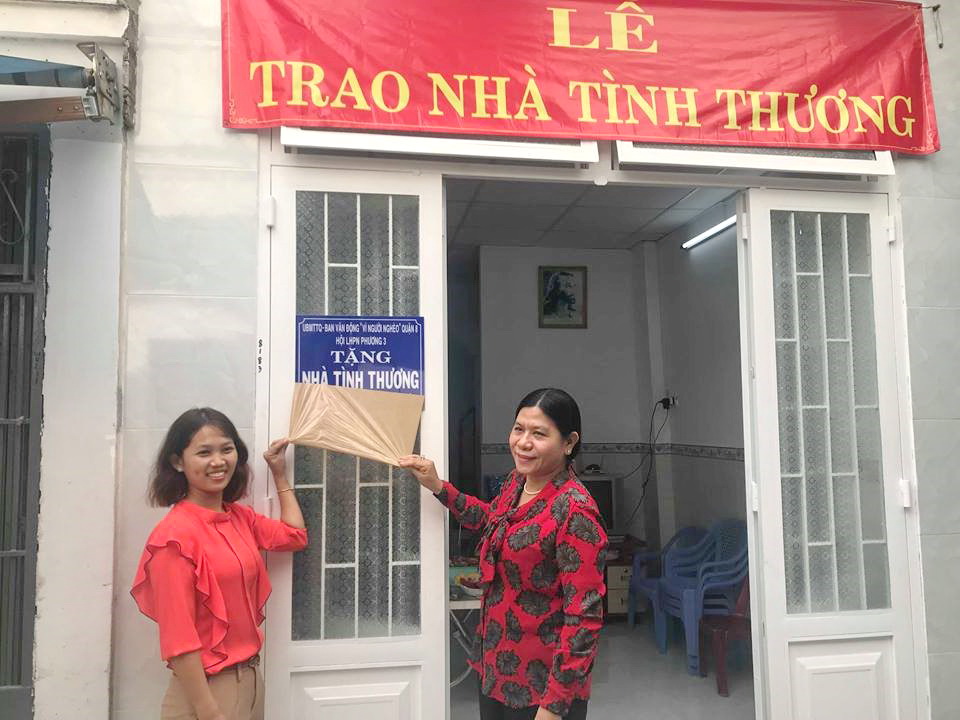 LÊ
TRAO NHÀ TÌNH THƯƠNG
UBMTTQ-BAN VẬN ĐỘNG "VÌ NGƯỜI NGHÈO" QUẬN 8
HỘI LHPN PHƯỜNG 3
TẶNG
NHÀ TÌNH THƯƠNG